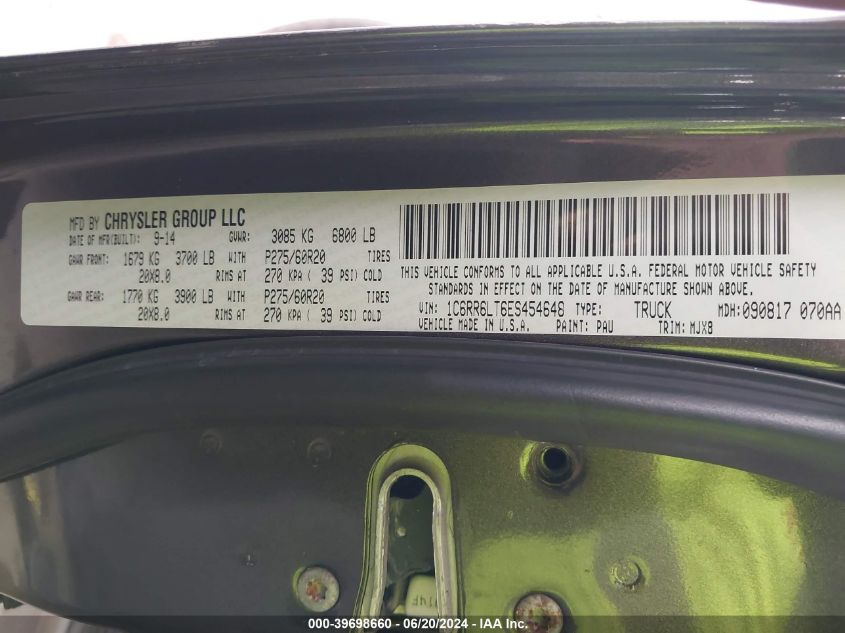 MFD BY CHRYSLER GROUP LLC
DATE OF MFR(BUILT): 9-14 GVWR: 3085 KG 6800 LB
GAWR FRONT: 1679 KG 3700 LB WITH P275/60R20 TIRES
20X8.0 RIMS AT 270 KPA ( 39 PSI) COLD
GAWR REAR: 1770 KG 3900 LB WITH P275/60R20 TIRES
20X8.0 RIMS AT 270 KPA ( 39 PSI) COLD
THIS VEHICLE CONFORMS TO ALL APPLICABLE U.S.A. FEDERAL MOTOR VEHICLE SAFETY
STANDARDS IN EFFECT ON THE DATE OF MANUFACTURE SHOWN ABOVE.
VIN: 1C6RR6LT6ES454648 TYPE: TRUCK MDH: 090817 070AA
VEHICLE MADE IN U.S.A. PAINT: PAU TRIM: MJX8
000-39698660 - 06/20/2024 - IAA Inc.